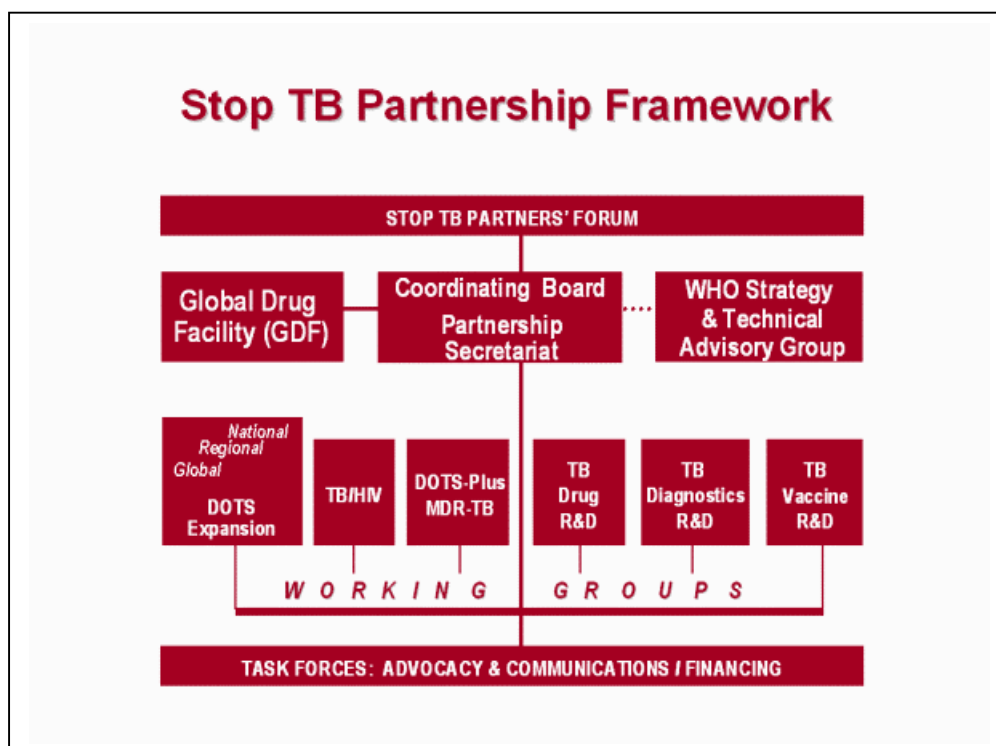 Stop TB Partnership Framework
STOP TB PARTNERS' FORUM
Global Drug
Facility (GDF)
Coordinating Board
Partnership
Secretariat
WHO Strategy
& Technical
Advisory Group
National
Regional
Global
DOTS
Expansion
TB/HIV
DOTS-Plus
MDR-TB
TB
Drug
R&D
TB
Diagnostics
R&D
TB
Vaccine
R&D
WORKING GROUPS
TASK FORCES: ADVOCACY & COMMUNICATIONS / FINANCING